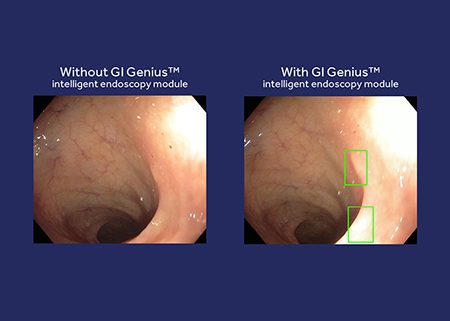 Without GI Genius™
intelligent endoscopy module
With GI Genius™
intelligent endoscopy module